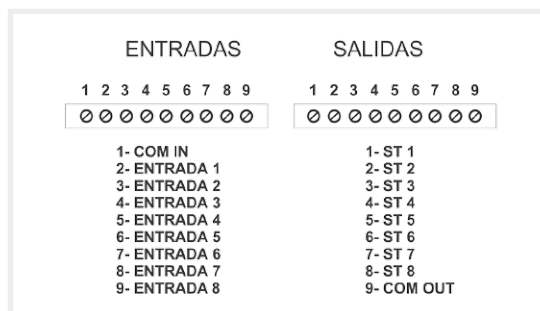 ENTRADAS
1 2 3 4 5 6 7 8 9
1- COM IN
2- ENTRADA 1
3- ENTRADA 2
4- ENTRADA 3
5- ENTRADA 4
6- ENTRADA 5
7- ENTRADA 6
8- ENTRADA 7
9- ENTRADA 8
SALIDAS
1 2 3 4 5 6 7 8 9
1- ST 1
2- ST 2
3- ST 3
4- ST 4
5- ST 5
6- ST 6
7- ST 7
8- ST 8
9- COM OUT